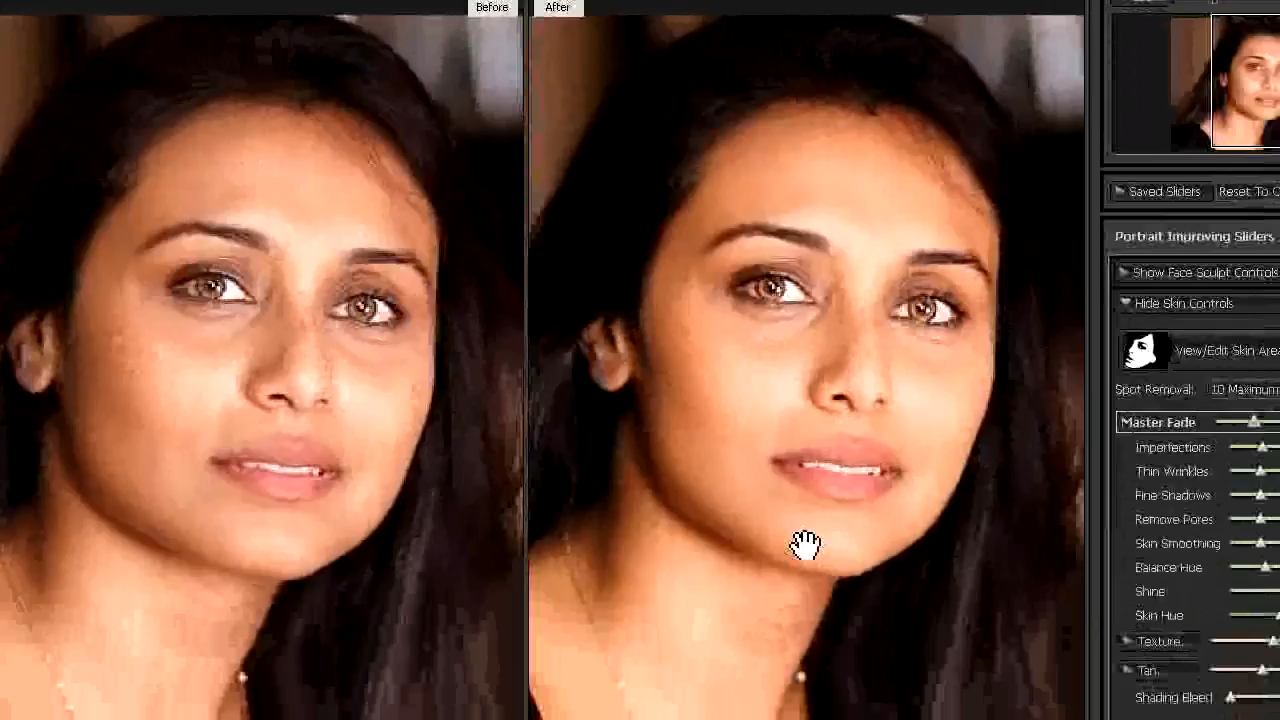 Before
After
Saved Sliders
Reset To
Portrait Improving Sliders
Show Face Sculpt Controls
Hide Skin Controls
View/Edit Skin Area
Spot Removal:
10 Maximum
Master Fade
Imperfections
Thin Wrinkles
Fine Shadows
Remove Pores
Skin Smoothing
Balance Hue
Shine
Skin Hue
Texture
Tan
Shading Bleed